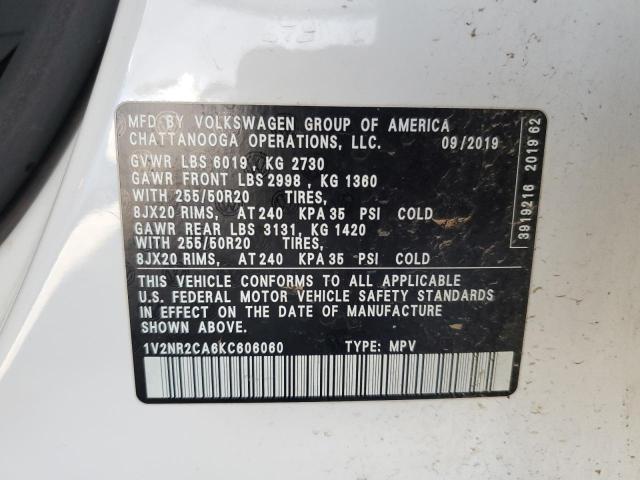 MFD BY VOLKSWAGEN GROUP OF AMERICA
CHATTANOOGA OPERATIONS, LLC. 09/2019
GVWR LBS 6019, KG 2730
GAWR FRONT LBS 2998, KG 1360
WITH 255/50R20 TIRES,
8JX20 RIMS, AT 240 KPA 35 PSI COLD
GAWR REAR LBS 3131, KG 1420
WITH 255/50R20 TIRES,
8JX20 RIMS, AT 240 KPA 35 PSI COLD
THIS VEHICLE CONFORMS TO ALL APPLICABLE
U.S. FEDERAL MOTOR VEHICLE SAFETY STANDARDS
IN EFFECT ON THE DATE OF MANUFACTURE
SHOWN ABOVE
1V2NR2CA6KC606060 TYPE: MPV
3919216 2019 62